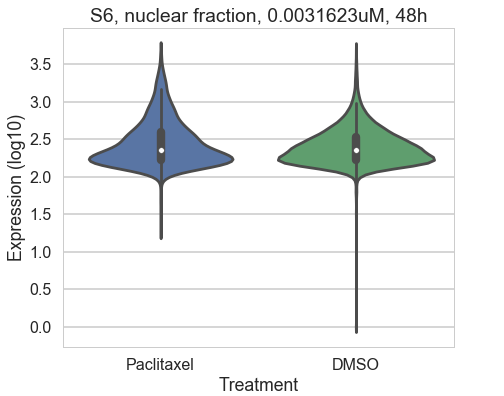 S6, nuclear fraction, 0.0031623uM, 48h
Expression (log10)
3.5
3.0
2.5
2.0
1.5
1.0
0.5
0.0
Paclitaxel DMSO
Treatment